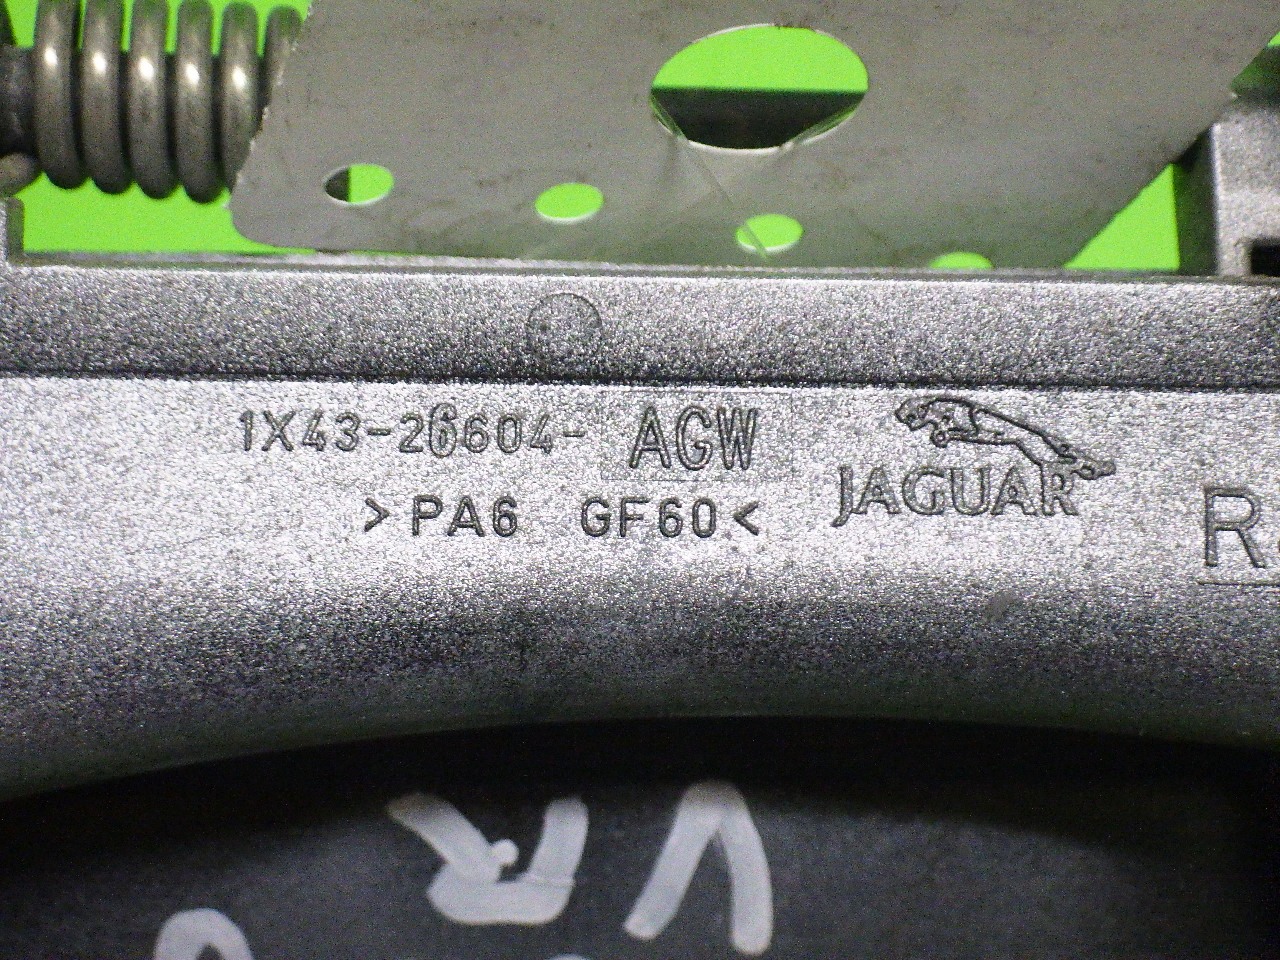 1X43-26604- AGW
>PA6 GF60<
JAGUAR
R
VR